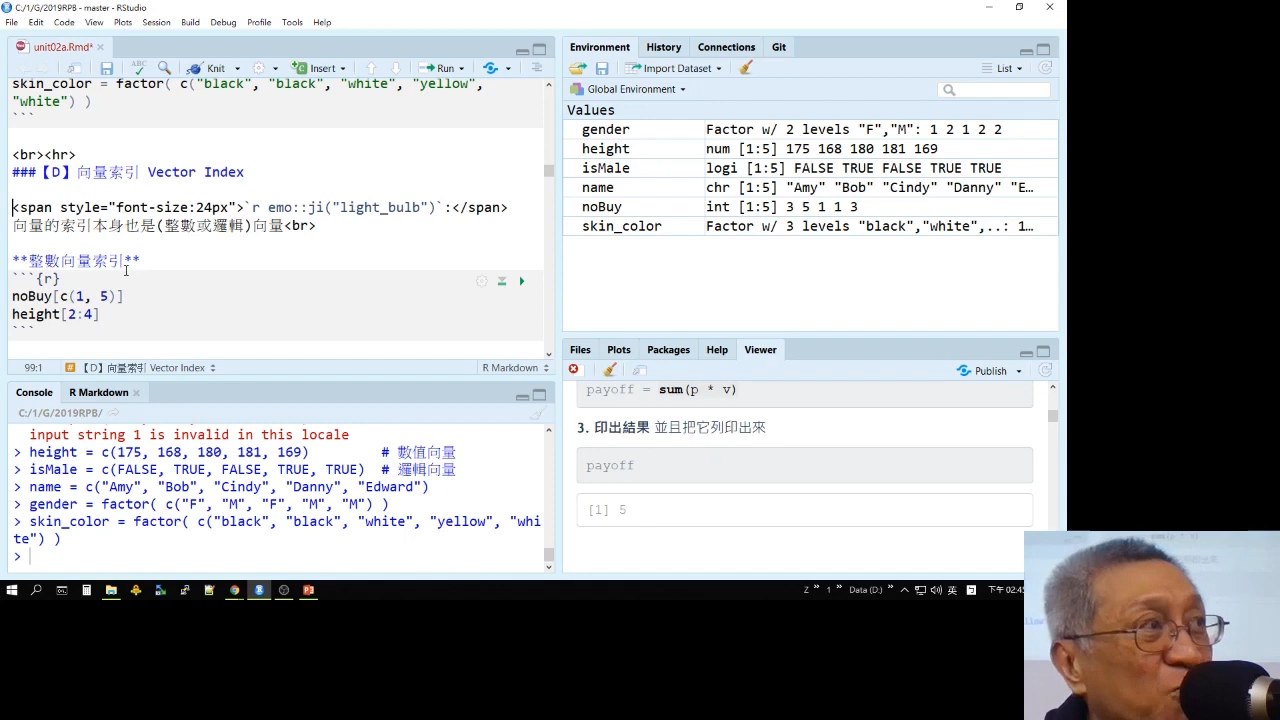 C:/1/G/2019RPB - master - RStudio
File Edit Code View Plots Session Build Debug Profile Tools Help
unit02a.Rmd*
Knit Insert Run
skin_color = factor( c("black", "black", "white", "yellow",
"white") )
```
<br><hr>
###【D】向量索引 Vector Index
<span style="font-size:24px">`r emo::ji("light_bulb")`:</span>
向量的索引本身也是(整數或邏輯)向量<br>
**整數向量索引**
```{r}
noBuy[c(1, 5)]
height[2:4]
```
99:1 【D】向量索引 Vector Index R Markdown
Console R Markdown
C:/1/G/2019RPB/
input string 1 is invalid in this locale
> height = c(175, 168, 180, 181, 169) # 數值向量
> isMale = c(FALSE, TRUE, FALSE, TRUE, TRUE) # 邏輯向量
> name = c("Amy", "Bob", "Cindy", "Danny", "Edward")
> gender = factor( c("F", "M", "F", "M", "M") )
> skin_color = factor( c("black", "black", "white", "yellow", "whi
te") )
>
Environment History Connections Git
Import Dataset List
Global Environment
Values
gender Factor w/ 2 levels "F","M": 1 2 1 2 2
height num [1:5] 175 168 180 181 169
isMale logi [1:5] FALSE TRUE FALSE TRUE TRUE
name chr [1:5] "Amy" "Bob" "Cindy" "Danny" "E…
noBuy int [1:5] 3 5 1 1 3
skin_color Factor w/ 3 levels "black","white",..: 1…
Files Plots Packages Help Viewer
Publish
payoff = sum(p * v)
3. 印出結果 並且把它列印出來
payoff
[1] 5
Z » 1 » Data (D:) » 英 下午 02:4